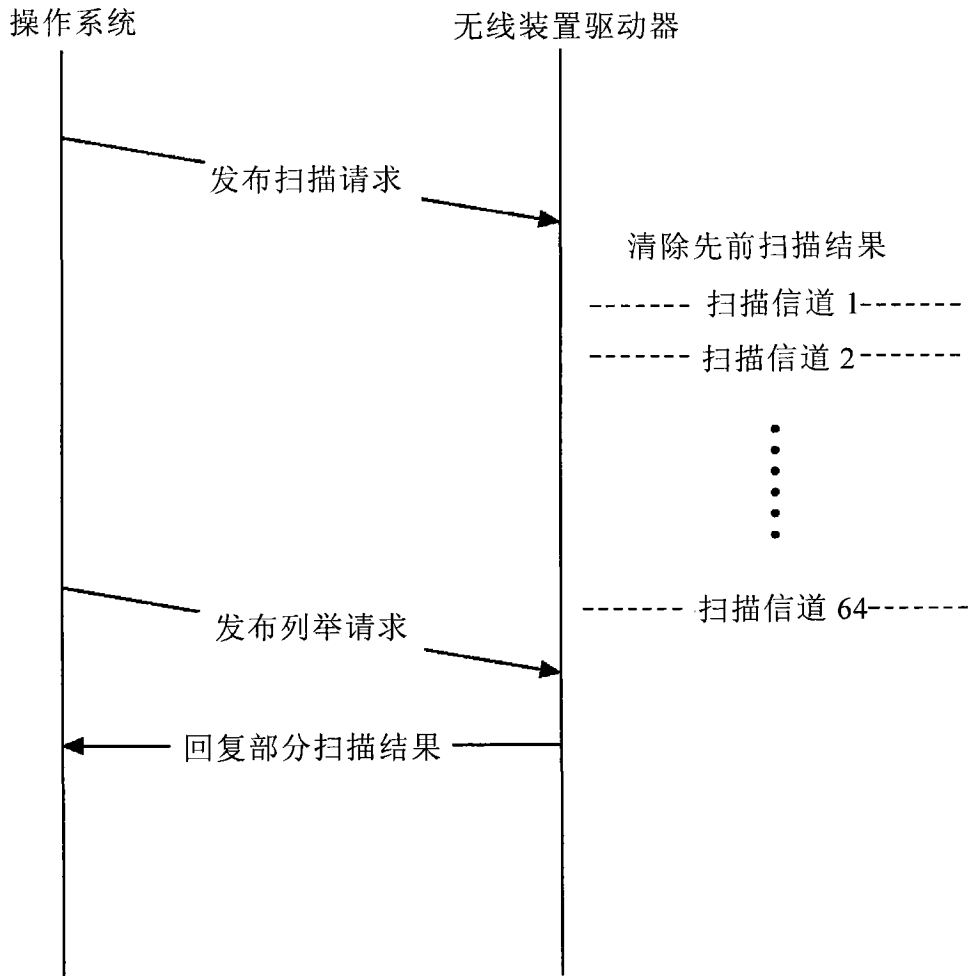 操作系统
无线装置驱动器
发布扫描请求
清除先前扫描结果
扫描信道 1
扫描信道 2
扫描信道 64
发布列举请求
回复部分扫描结果